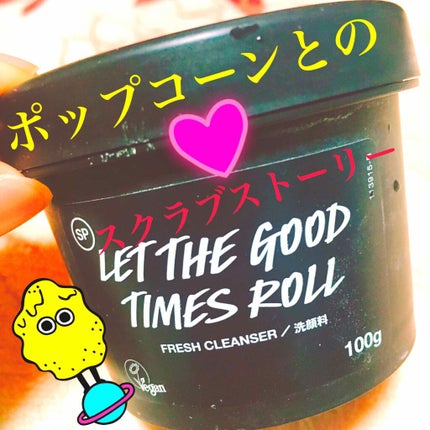 ポップコーンとの
スクラブストーリー
SP
LET THE GOOD
TIMES ROLL
FRESH CLEANSER / 洗顔料
100g
Vegan